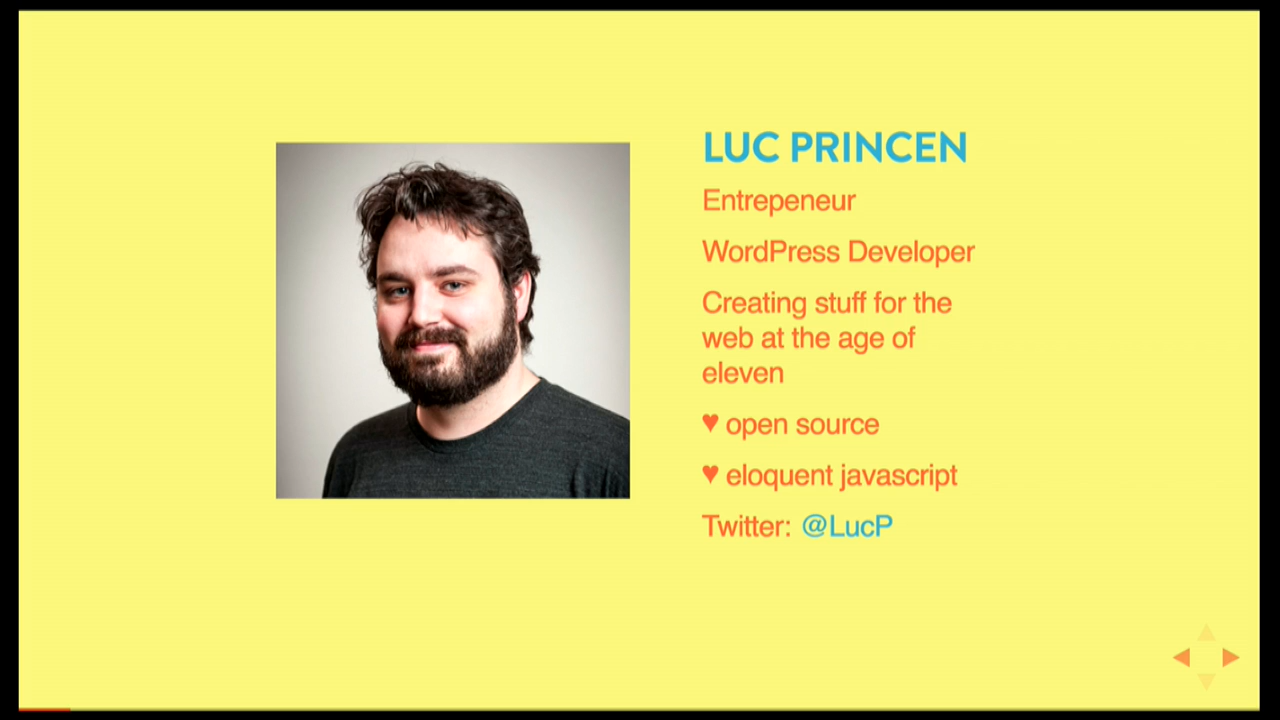 LUC PRINCEN
Entrepeneur
WordPress Developer
Creating stuff for the
web at the age of
eleven
♥ open source
♥ eloquent javascript
Twitter: @LucP